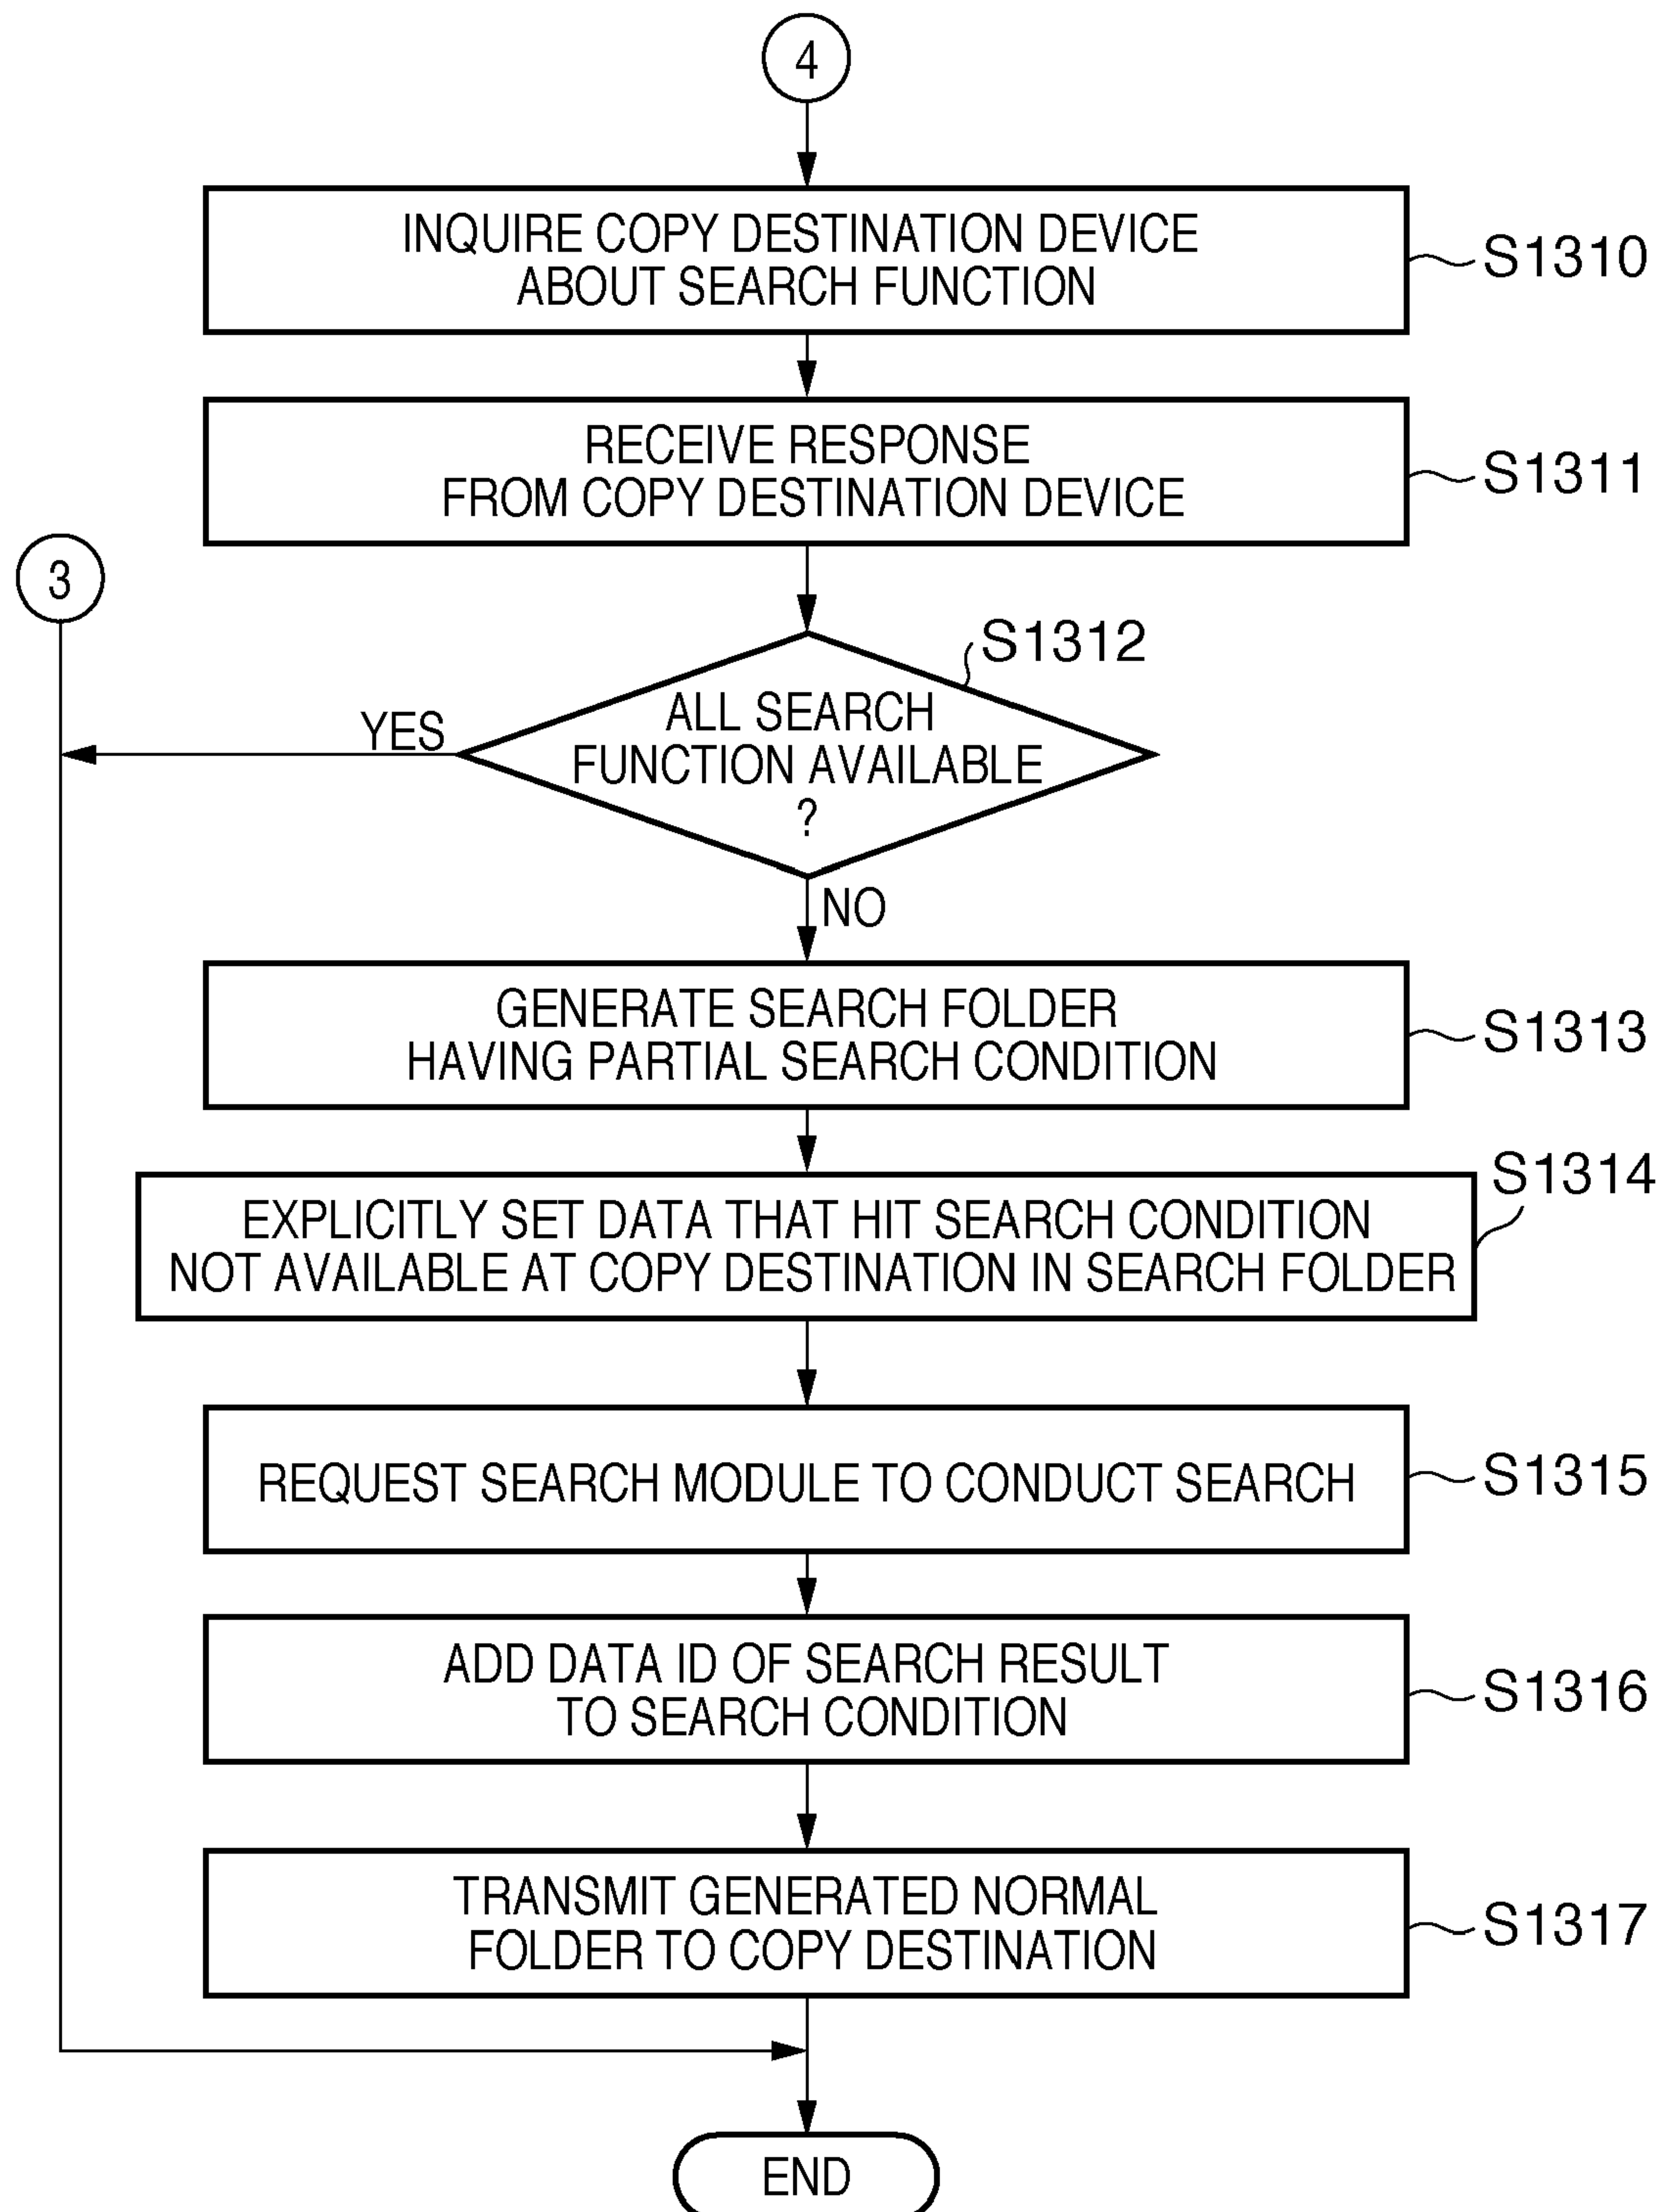 4
INQUIRE COPY DESTINATION DEVICE
ABOUT SEARCH FUNCTION
S1310
RECEIVE RESPONSE
FROM COPY DESTINATION DEVICE
S1311
3
S1312
ALL SEARCH
FUNCTION AVAILABLE
?
YES
NO
GENERATE SEARCH FOLDER
HAVING PARTIAL SEARCH CONDITION
S1313
EXPLICITLY SET DATA THAT HIT SEARCH CONDITION
NOT AVAILABLE AT COPY DESTINATION IN SEARCH FOLDER
S1314
REQUEST SEARCH MODULE TO CONDUCT SEARCH
S1315
ADD DATA ID OF SEARCH RESULT
TO SEARCH CONDITION
S1316
TRANSMIT GENERATED NORMAL
FOLDER TO COPY DESTINATION
S1317
END